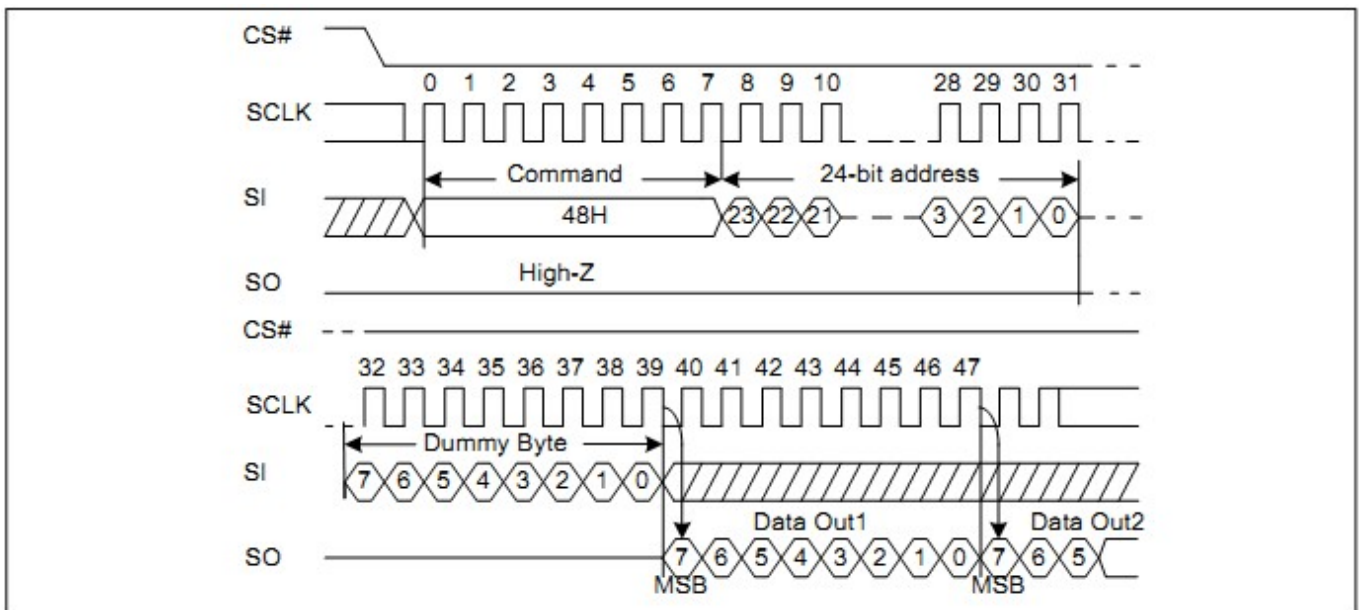 CS#
0 1 2 3 4 5 6 7 8 9 10 28 29 30 31
SCLK
Command 24-bit address
SI
48H 23 22 21 3 2 1 0
High-Z
SO
CS#
32 33 34 35 36 37 38 39 40 41 42 43 44 45 46 47
SCLK
Dummy Byte
SI
7 6 5 4 3 2 1 0
Data Out1 Data Out2
SO
7 6 5 4 3 2 1 0 7 6 5
MSB MSB